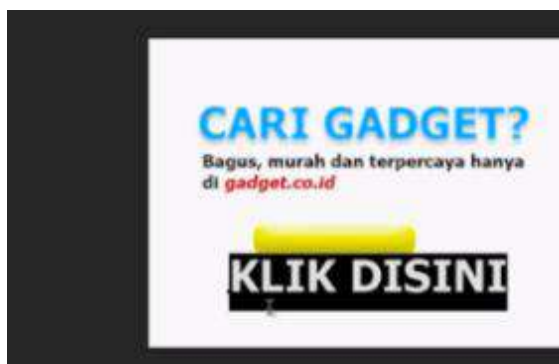 CARI GADGET?
Bagus, murah dan terpercaya hanya
di gadget.co.id
KLIK DISINI